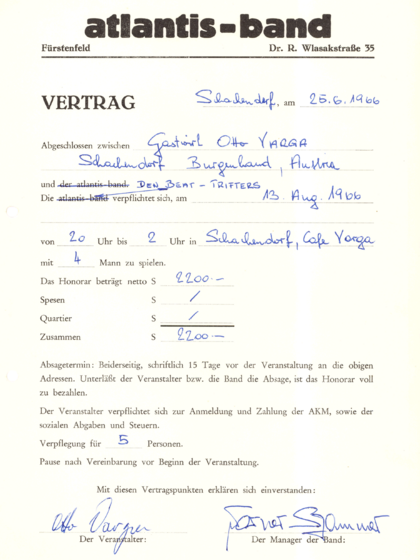 atlantis-band
Fürstenfeld Dr. R. Wlasakstraße 35
VERTRAG Schachendorf, am 25.6.1966
Abgeschlossen zwischen Gastwirt Otto VARGA
Schachendorf Burgenland, Austria
und der atlantis-band. DEN BEAT-TRIFTERS
Die atlantis-band verpflichtet sich, am 13. Aug. 1966
von 20 Uhr bis 2 Uhr in Schachendorf, Cafe Varga
mit 4 Mann zu spielen.
Das Honorar beträgt netto S 2200.-
Spesen S /
Quartier S /
Zusammen S 2200.-
Absagetermin: Beiderseitig, schriftlich 15 Tage vor der Veranstaltung an die obigen
Adressen. Unterläßt der Veranstalter bzw. die Band die Absage, ist das Honorar voll
zu bezahlen.
Der Veranstalter verpflichtet sich zur Anmeldung und Zahlung der AKM, sowie der
sozialen Abgaben und Steuern.
Verpflegung für 5 Personen.
Pause nach Vereinbarung vor Beginn der Veranstaltung.
Mit diesen Vertragspunkten erklären sich einverstanden:
Otto
Der Veranstalter: Der Manager der Band: